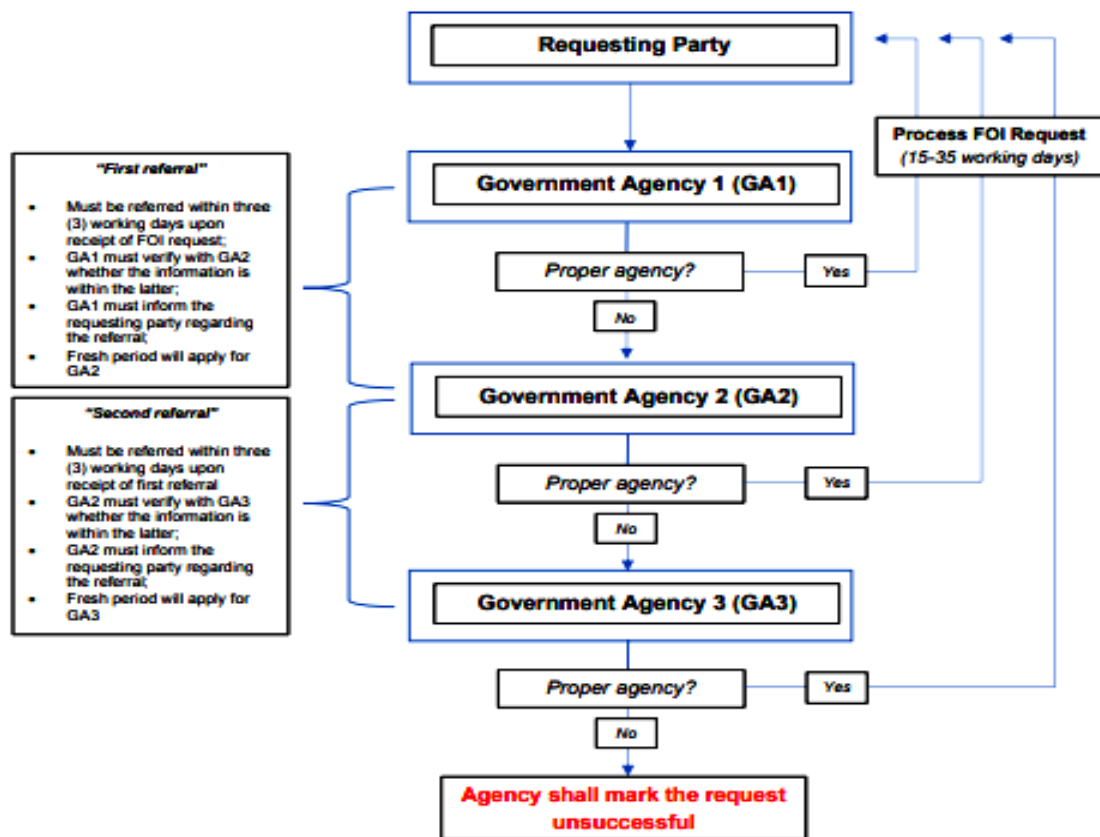 Requesting Party
Process FOI Request
(15-35 working days)
"First referral"
• Must be referred within three
(3) working days upon
receipt of FOI request;
• GA1 must verify with GA2
whether the information is
within the latter;
• GA1 must inform the
requesting party regarding
the referral;
• Fresh period will apply for
GA2
Government Agency 1 (GA1)
Proper agency?
Yes
No
Government Agency 2 (GA2)
"Second referral"
• Must be referred within three
(3) working days upon
receipt of first referral
• GA2 must verify with GA3
whether the information is
within the latter;
• GA2 must inform the
requesting party regarding
the referral;
• Fresh period will apply for
GA3
Proper agency?
Yes
No
Government Agency 3 (GA3)
Proper agency?
Yes
No
Agency shall mark the request
unsuccessful